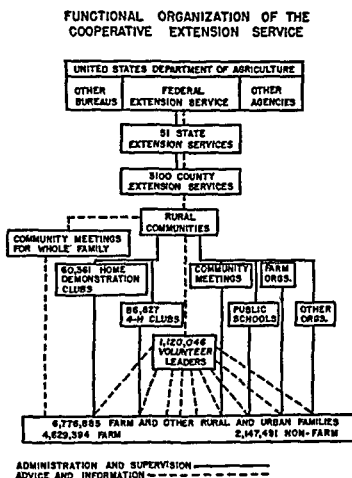 FUNCTIONAL ORGANIZATION OF THE
COOPERATIVE EXTENSION SERVICE
UNITED STATES DEPARTMENT OF AGRICULTURE
OTHER
BUREAUS
FEDERAL
EXTENSION SERVICE
OTHER
AGENCIES
51 STATE
EXTENSION SERVICES
3100 COUNTY
EXTENSION SERVICES
RURAL
COMMUNITIES
COMMUNITY MEETINGS
FOR WHOLE FAMILY
60,361 HOME
DEMONSTRATION
CLUBS
COMMUNITY
MEETINGS
FARM
ORGS.
86,827
4-H CLUBS
PUBLIC
SCHOOLS
OTHER
ORGS.
1,120,046
VOLUNTEER
LEADERS
6,776,885 FARM AND OTHER RURAL AND URBAN FAMILIES
4,629,394 FARM 2,147,491 NON-FARM
ADMINISTRATION AND SUPERVISION
ADVICE AND INFORMATION